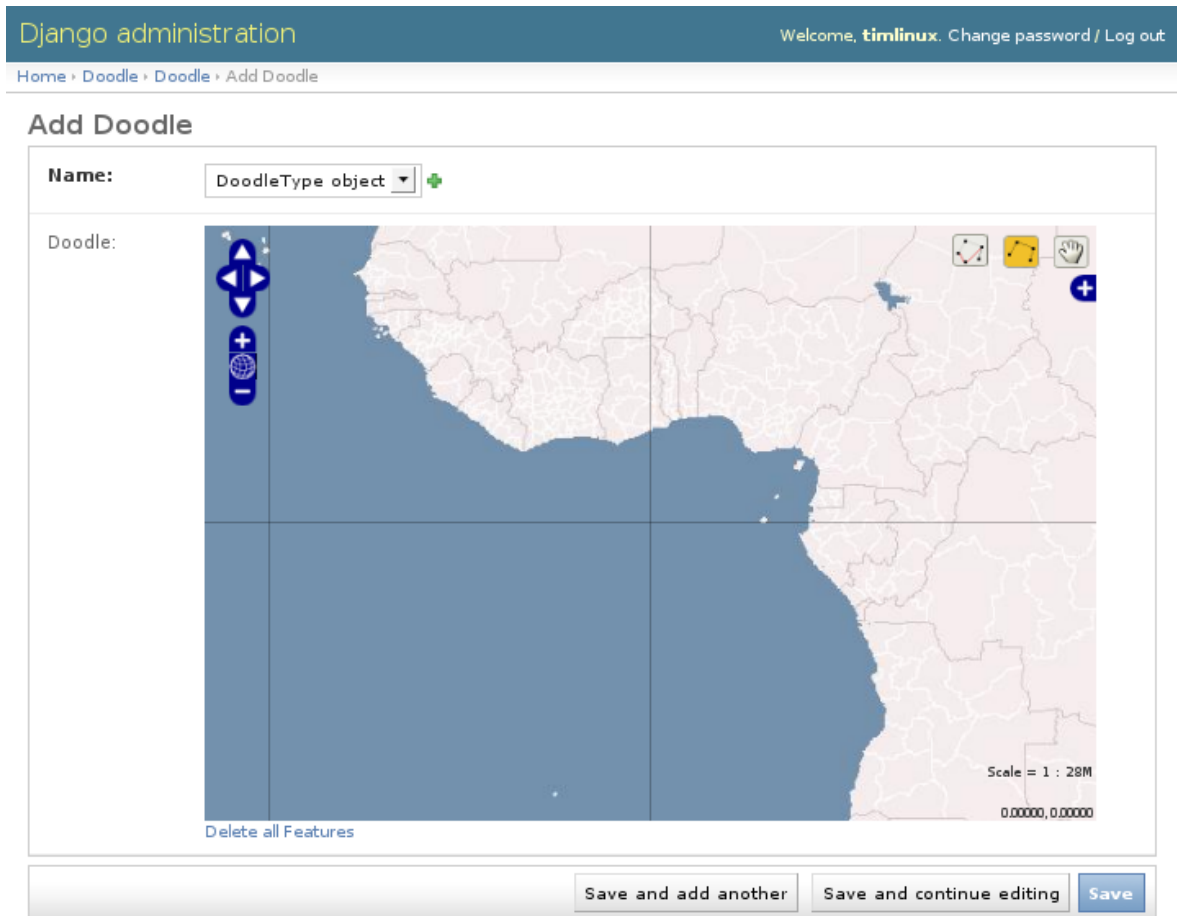 Django administration
Welcome, timlinux. Change password / Log out
Home › Doodle › Doodle › Add Doodle
Add Doodle
Name:
DoodleType object
Doodle:
Scale = 1 : 28M
0.00000, 0.00000
Delete all Features
Save and add another
Save and continue editing
Save